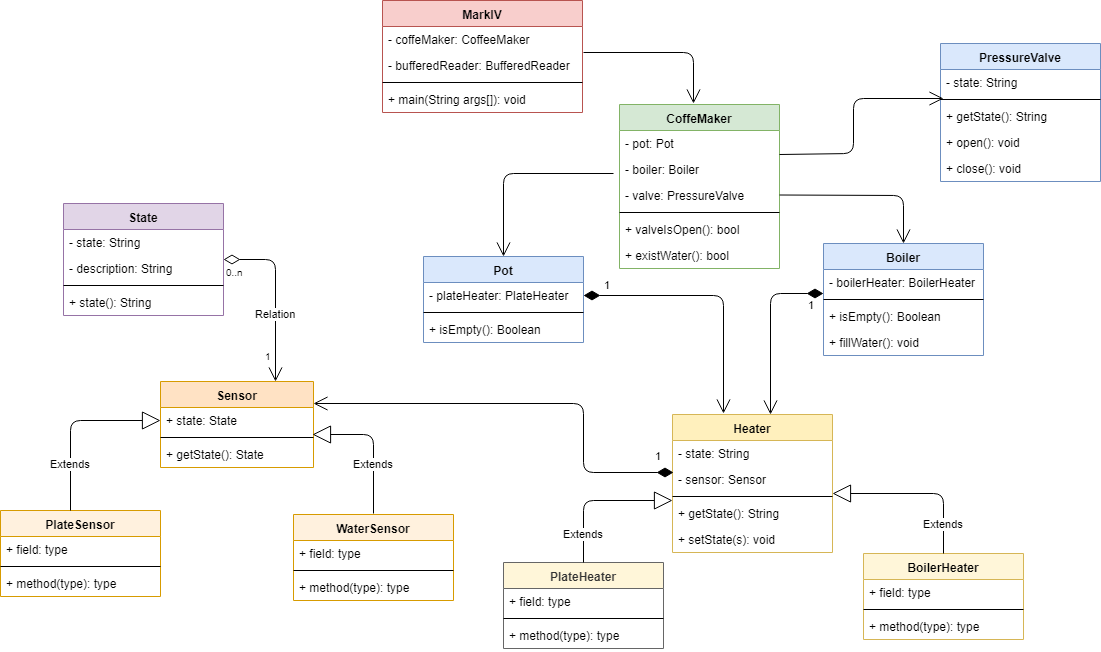 MarkIV
- coffeMaker: CoffeeMaker
- bufferedReader: BufferedReader
+ main(String args[]): void
PressureValve
- state: String
+ getState(): String
+ open(): void
+ close(): void
CoffeMaker
- pot: Pot
- boiler: Boiler
- valve: PressureValve
+ valveIsOpen(): bool
+ existWater(): bool
State
- state: String
- description: String
+ state(): String
0..n
Relation
1
Pot
- plateHeater: PlateHeater
+ isEmpty(): Boolean
1
Boiler
- boilerHeater: BoilerHeater
+ isEmpty(): Boolean
+ fillWater(): void
1
Sensor
+ state: State
+ getState(): State
Extends
Extends
Heater
- state: String
- sensor: Sensor
+ getState(): String
+ setState(s): void
1
Extends
Extends
PlateSensor
+ field: type
+ method(type): type
WaterSensor
+ field: type
+ method(type): type
PlateHeater
+ field: type
+ method(type): type
BoilerHeater
+ field: type
+ method(type): type